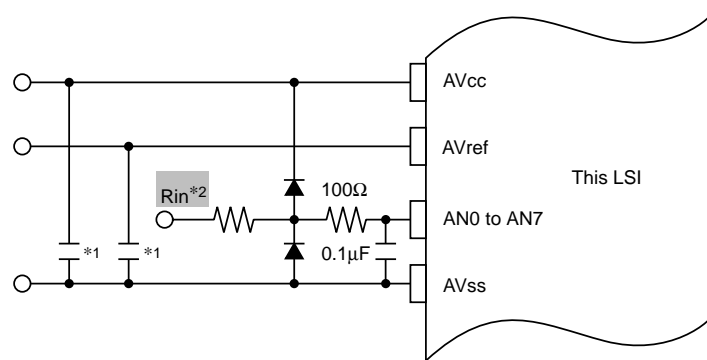 AVcc
AVref
This LSI
Rin*2
100Ω
AN0 to AN7
*1
*1
0.1µF
AVss